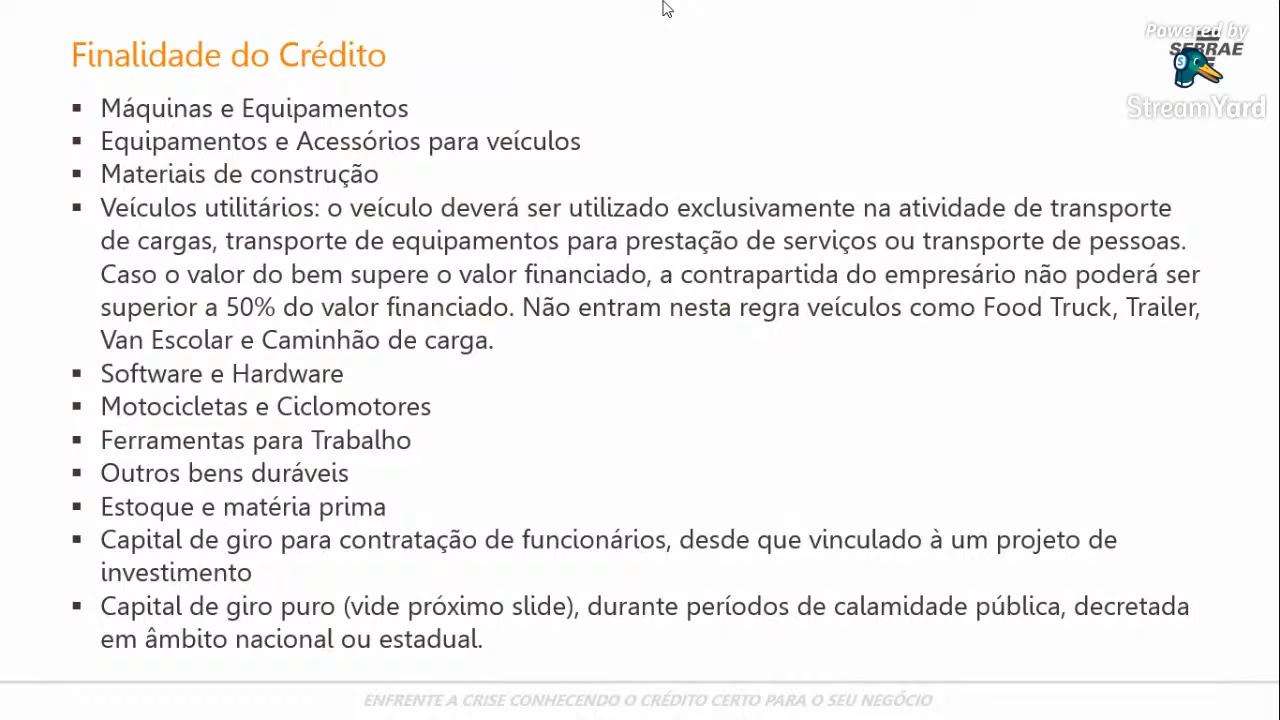 Finalidade do Crédito
Powered by
SEBRAE
S
StreamYard
▪ Máquinas e Equipamentos
▪ Equipamentos e Acessórios para veículos
▪ Materiais de construção
▪ Veículos utilitários: o veículo deverá ser utilizado exclusivamente na atividade de transporte
de cargas, transporte de equipamentos para prestação de serviços ou transporte de pessoas.
Caso o valor do bem supere o valor financiado, a contrapartida do empresário não poderá ser
superior a 50% do valor financiado. Não entram nesta regra veículos como Food Truck, Trailer,
Van Escolar e Caminhão de carga.
▪ Software e Hardware
▪ Motocicletas e Ciclomotores
▪ Ferramentas para Trabalho
▪ Outros bens duráveis
▪ Estoque e matéria prima
▪ Capital de giro para contratação de funcionários, desde que vinculado à um projeto de
investimento
▪ Capital de giro puro (vide próximo slide), durante períodos de calamidade pública, decretada
em âmbito nacional ou estadual.
ENFRENTE A CRISE CONHECENDO O CRÉDITO CERTO PARA O SEU NEGÓCIO